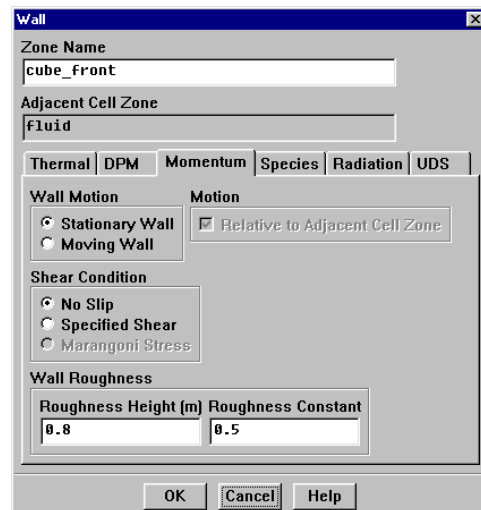 Wall
Zone Name
cube_front
Adjacent Cell Zone
fluid
Thermal DPM Momentum Species Radiation UDS
Wall Motion Motion
Stationary Wall Relative to Adjacent Cell Zone
Moving Wall
Shear Condition
No Slip
Specified Shear
Marangoni Stress
Wall Roughness
Roughness Height (m) Roughness Constant
0.8 0.5
OK Cancel Help